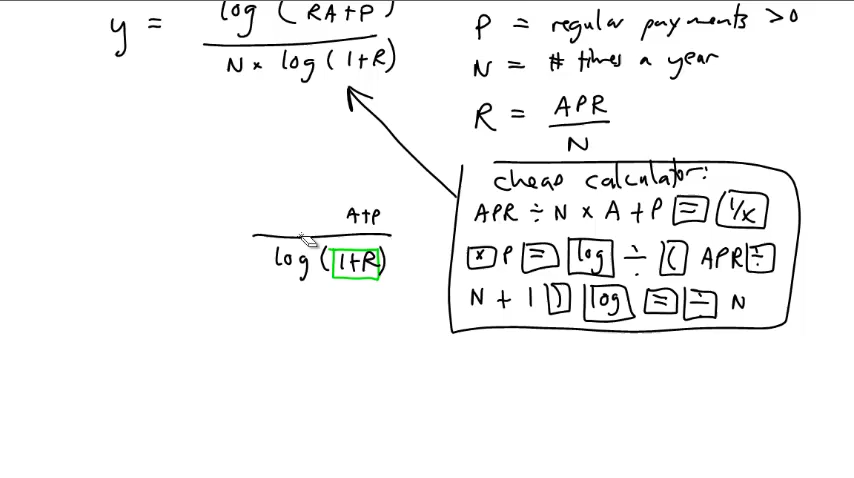 y = log ( RA+P )
N × log ( 1+R )
P = regular payments >0
N = # times a year
R = APR
N
cheap calculator:
APR ÷ N × A + P = 1/x
× P = log ÷ ( APR ÷
N + 1 ) log = ÷ N
A+P
log ( 1+R )